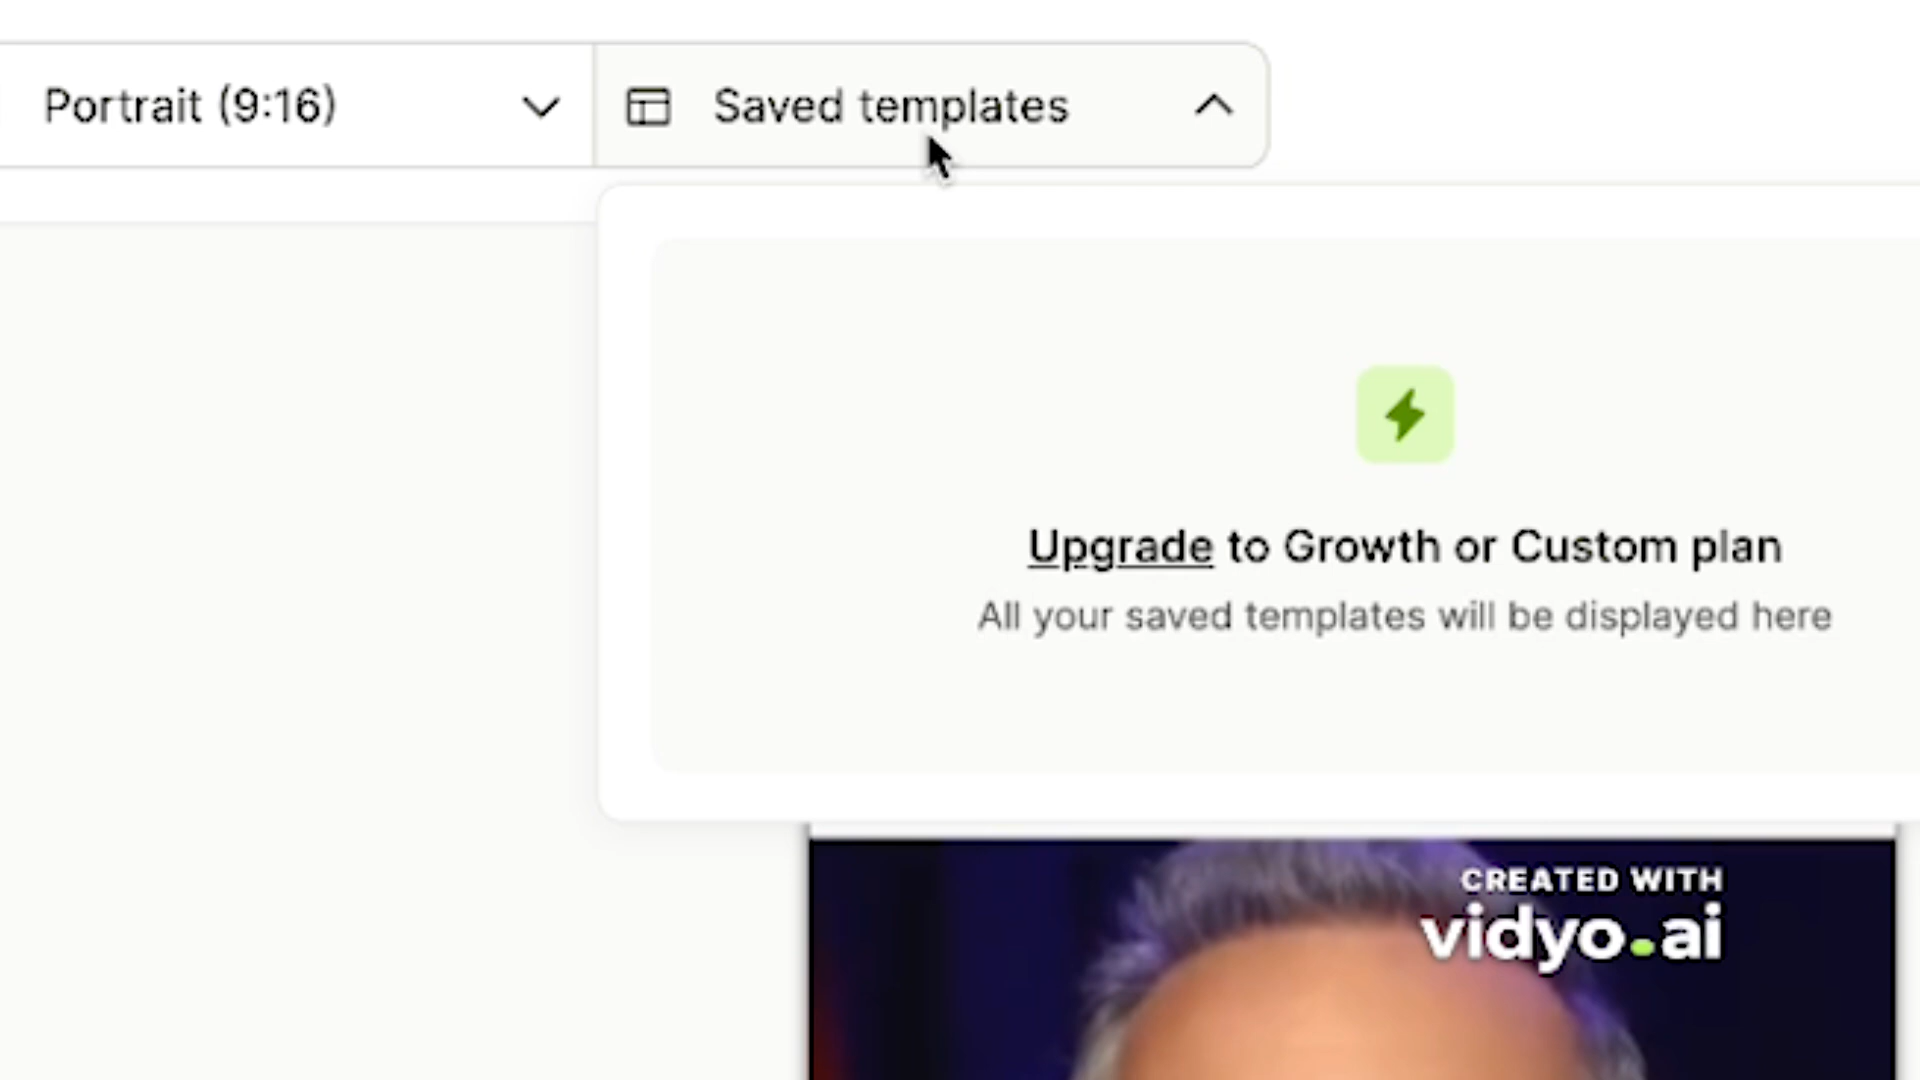 Portrait (9:16)
Saved templates
Upgrade to Growth or Custom plan
All your saved templates will be displayed here
CREATED WITH
vidyo.ai